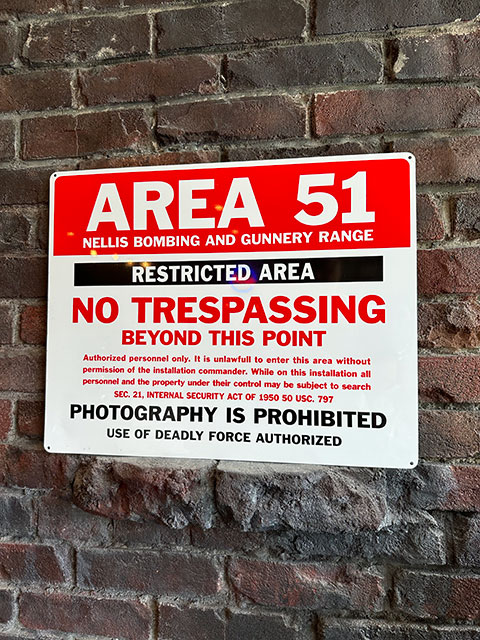 AREA 51
NELLIS BOMBING AND GUNNERY RANGE
RESTRICTED AREA
NO TRESPASSING
BEYOND THIS POINT
Authorized personnel only. It is unlawfull to enter this area without
permission of the installation commander. While on this installation all
personnel and the property under their control may be subject to search
SEC. 21, INTERNAL SECURITY ACT OF 1950 50 USC. 797
PHOTOGRAPHY IS PROHIBITED
USE OF DEADLY FORCE AUTHORIZED